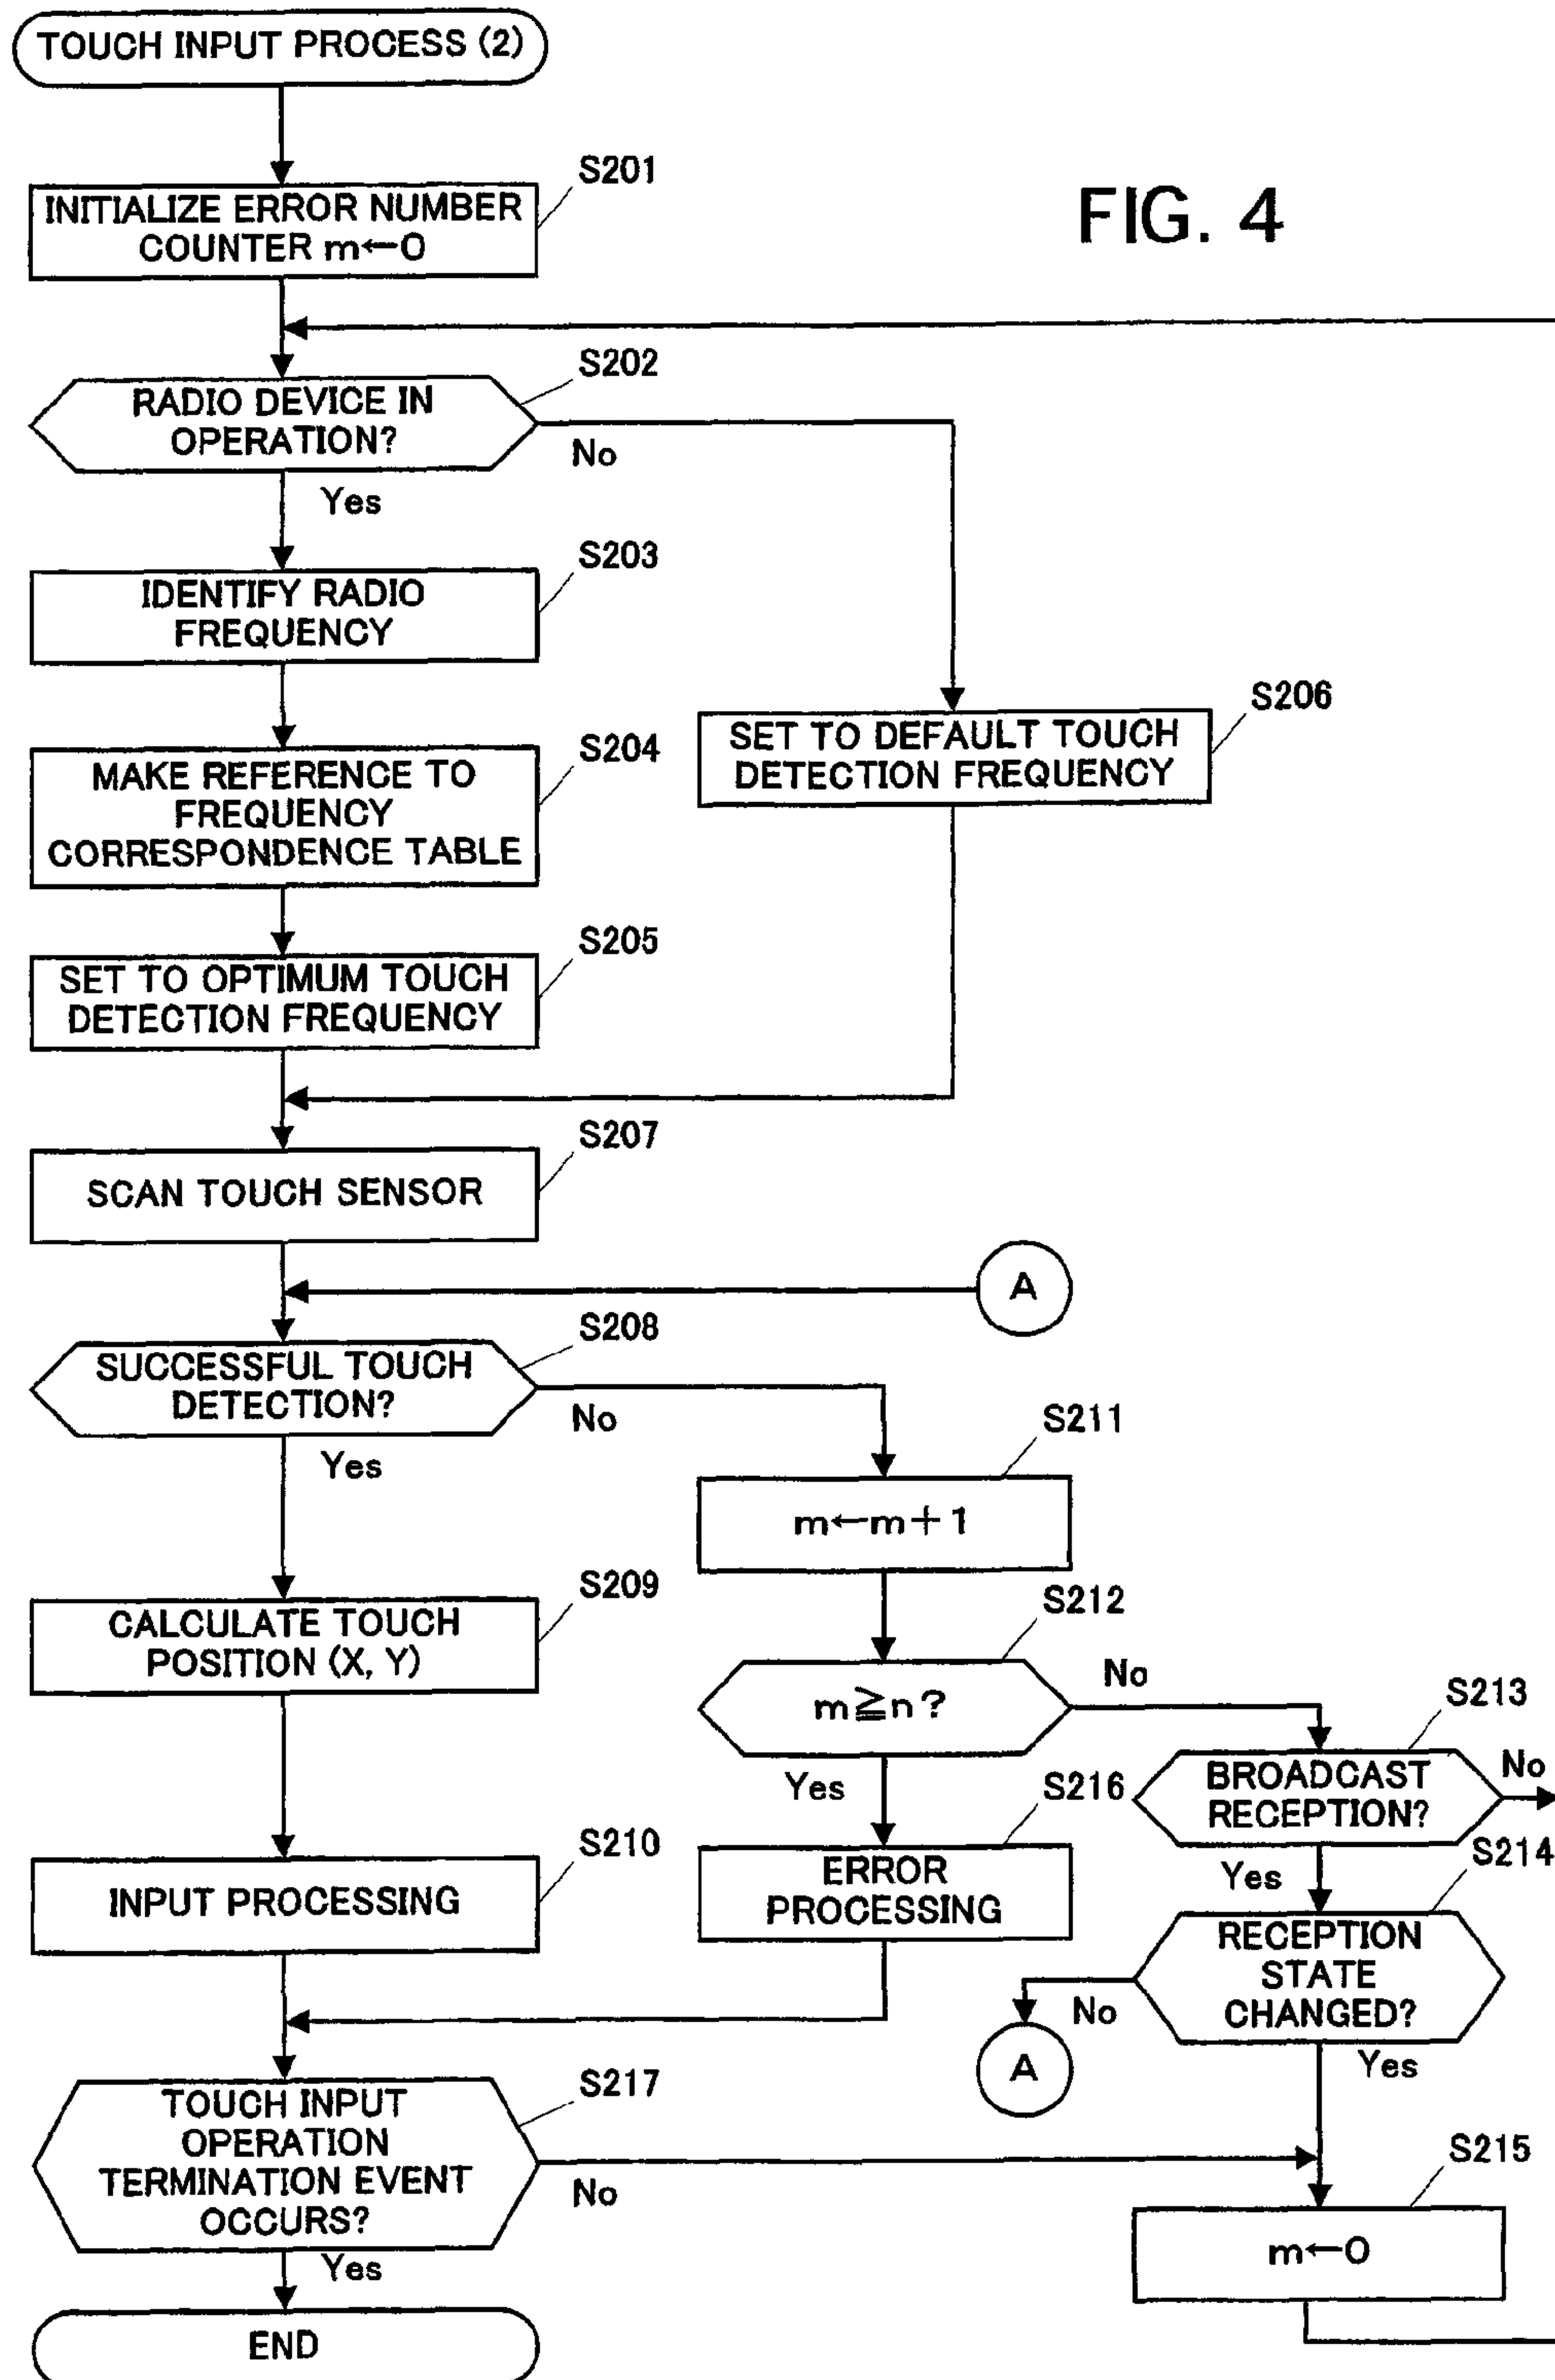 TOUCH INPUT PROCESS (2)
S201
INITIALIZE ERROR NUMBER
COUNTER m←0
FIG. 4
S202
RADIO DEVICE IN
OPERATION?
No
Yes
S203
IDENTIFY RADIO
FREQUENCY
S204
MAKE REFERENCE TO
FREQUENCY
CORRESPONDENCE TABLE
S206
SET TO DEFAULT TOUCH
DETECTION FREQUENCY
S205
SET TO OPTIMUM TOUCH
DETECTION FREQUENCY
S207
SCAN TOUCH SENSOR
A
S208
SUCCESSFUL TOUCH
DETECTION?
No
Yes
S211
m←m+1
S209
CALCULATE TOUCH
POSITION (X, Y)
S212
m≧n?
No
Yes
S213
BROADCAST
RECEPTION?
No
Yes
S216
ERROR
PROCESSING
S210
INPUT PROCESSING
S214
RECEPTION
STATE
CHANGED?
No
A
Yes
S217
TOUCH INPUT
OPERATION
TERMINATION EVENT
OCCURS?
No
Yes
S215
m←0
END